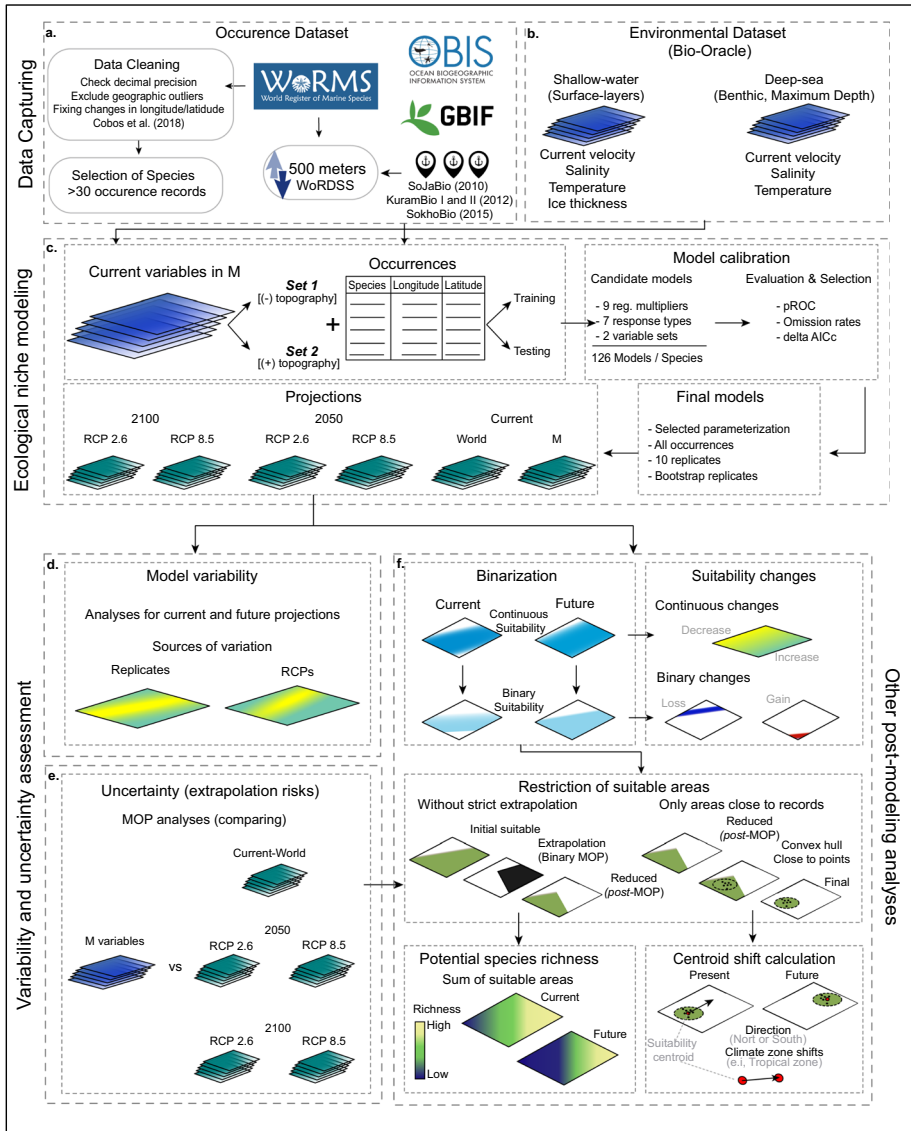 Data Capturing
a.
Occurence Dataset
Data Cleaning
Check decimal precision
Exclude geographic outliers
Fixing changes in longitude/latidude
Cobos et al. (2018)
Selection of Species
>30 occurence records
WoRMS
World Register of Marine Species
500 meters
WoRDSS
OBIS
OCEAN BIOGEOGRAPHIC
INFORMATION SYSTEM
GBIF
SoJaBio (2010)
KuramBio I and II (2012)
SokhoBio (2015)
b.
Environmental Dataset
(Bio-Oracle)
Shallow-water
(Surface-layers)
Current velocity
Salinity
Temperature
Ice thickness
Deep-sea
(Benthic, Maximum Depth)
Current velocity
Salinity
Temperature
Ecological niche modeling
c.
Current variables in M
Set 1
[(-) topography]
+
Set 2
[(+) topography]
Occurrences
Species Longitude Latitude
Training
Testing
Model calibration
Candidate models
- 9 reg. multipliers
- 7 response types
- 2 variable sets
126 Models / Species
Evaluation & Selection
- pROC
- Omission rates
- delta AICc
Projections
2100
RCP 2.6 RCP 8.5
2050
RCP 2.6 RCP 8.5
Current
World M
Final models
- Selected parameterization
- All occurrences
- 10 replicates
- Bootstrap replicates
Variability and uncertainty assessment
d.
Model variability
Analyses for current and future projections
Sources of variation
Replicates RCPs
e.
Uncertainty (extrapolation risks)
MOP analyses (comparing)
Current-World
M variables
vs
2050
RCP 2.6 RCP 8.5
2100
RCP 2.6 RCP 8.5
Other post-modeling analyses
f.
Binarization
Current Future
Continuous
Suitability
Binary
Suitability
Suitability changes
Continuous changes
Decrease
Increase
Binary changes
Loss Gain
Restriction of suitable areas
Without strict extrapolation
Initial suitable
Extrapolation
(Binary MOP)
Reduced
(post-MOP)
Only areas close to records
Reduced
(post-MOP)
Convex hull
Close to points
Final
Potential species richness
Sum of suitable areas
Richness
High
Low
Current
Future
Centroid shift calculation
Present Future
Suitability
centroid
Direction
(Nort or South)
Climate zone shifts
(e.i, Tropical zone)